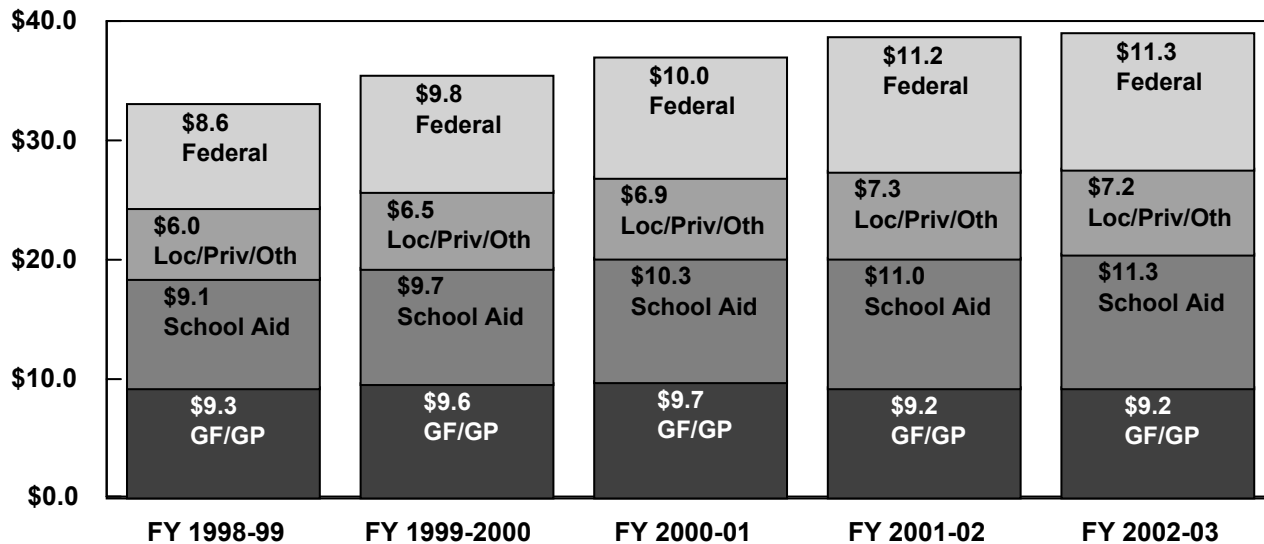 $40.0
$30.0
$20.0
$10.0
$0.0
$8.6
Federal
$6.0
Loc/Priv/Oth
$9.1
School Aid
$9.3
GF/GP
$9.8
Federal
$6.5
Loc/Priv/Oth
$9.7
School Aid
$9.6
GF/GP
$10.0
Federal
$6.9
Loc/Priv/Oth
$10.3
School Aid
$9.7
GF/GP
$11.2
Federal
$7.3
Loc/Priv/Oth
$11.0
School Aid
$9.2
GF/GP
$11.3
Federal
$7.2
Loc/Priv/Oth
$11.3
School Aid
$9.2
GF/GP
FY 1998-99
FY 1999-2000
FY 2000-01
FY 2001-02
FY 2002-03